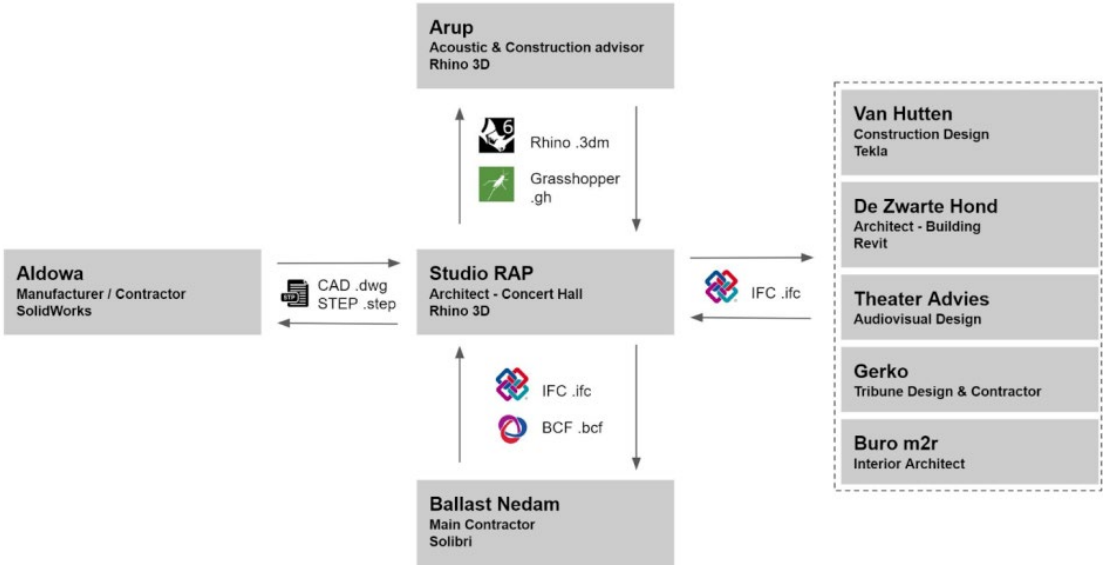 Arup
Acoustic & Construction advisor
Rhino 3D
6
Rhino .3dm
Grasshopper
.gh
Aldowa
Manufacturer / Contractor
SolidWorks
STP
CAD .dwg
STEP .step
Studio RAP
Architect - Concert Hall
Rhino 3D
IFC .ifc
Van Hutten
Construction Design
Tekla
De Zwarte Hond
Architect - Building
Revit
Theater Advies
Audiovisual Design
Gerko
Tribune Design & Contractor
Buro m2r
Interior Architect
IFC .ifc
BCF .bcf
Ballast Nedam
Main Contractor
Solibri